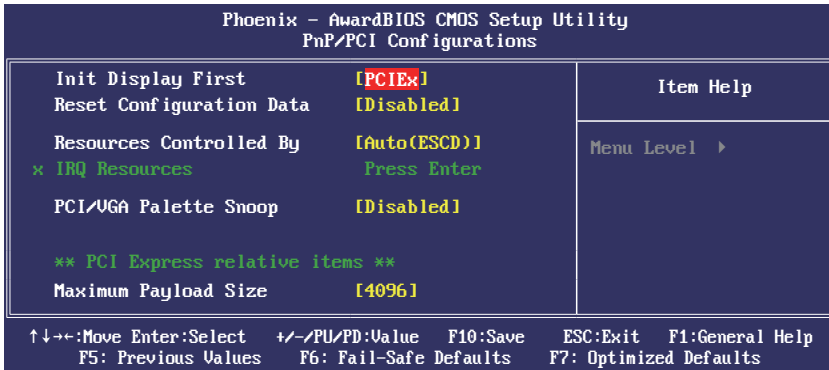 Phoenix - AwardBIOS CMOS Setup Utility
PnP/PCI Configurations
Init Display First [PCIEx]
Reset Configuration Data [Disabled]
Resources Controlled By [Auto(ESCD)]
x IRQ Resources Press Enter
PCI/VGA Palette Snoop [Disabled]
** PCI Express relative items **
Maximum Payload Size [4096]
Item Help
Menu Level ▸
↑↓→←:Move Enter:Select +/-/PU/PD:Value F10:Save ESC:Exit F1:General Help
F5: Previous Values F6: Fail-Safe Defaults F7: Optimized Defaults